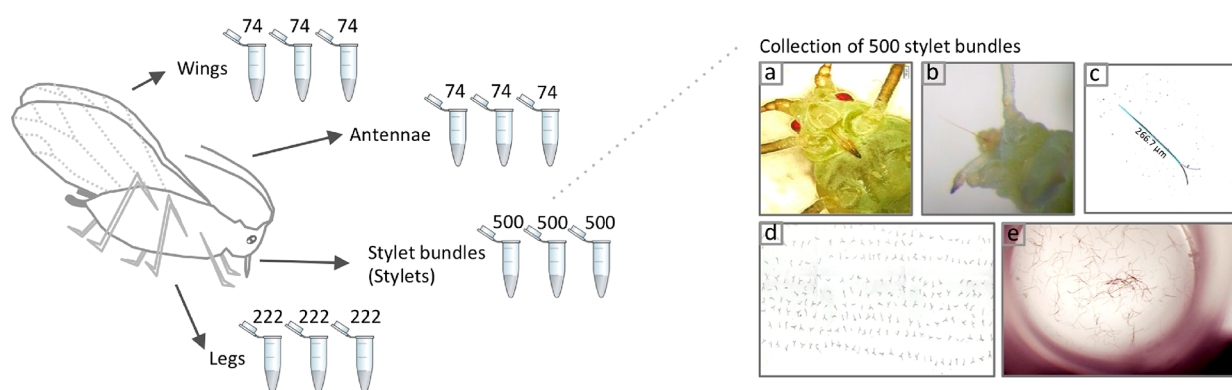 74 74 74
Wings
74 74 74
Antennae
500 500 500
Stylet bundles
(Stylets)
222 222 222
Legs
Collection of 500 stylet bundles
a
b
c
266.7 µm
d
e